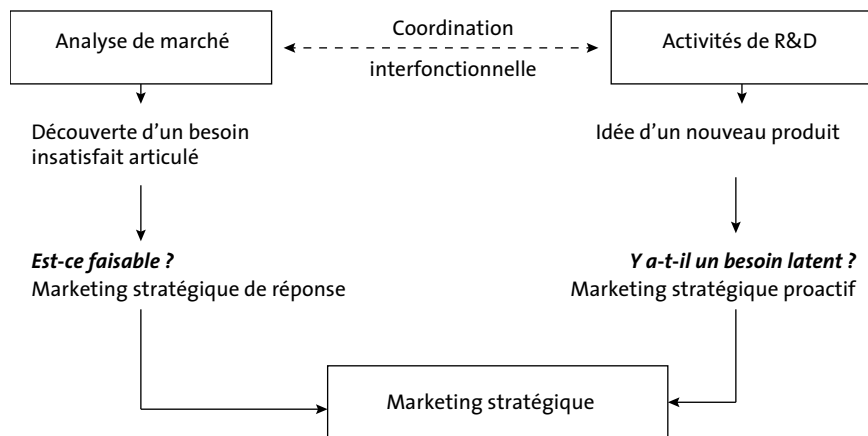 Analyse de marché
Coordination
interfonctionnelle
Activités de R&D
Découverte d’un besoin
insatisfait articulé
Idée d’un nouveau produit
Est-ce faisable ?
Marketing stratégique de réponse
Y a-t-il un besoin latent ?
Marketing stratégique proactif
Marketing stratégique